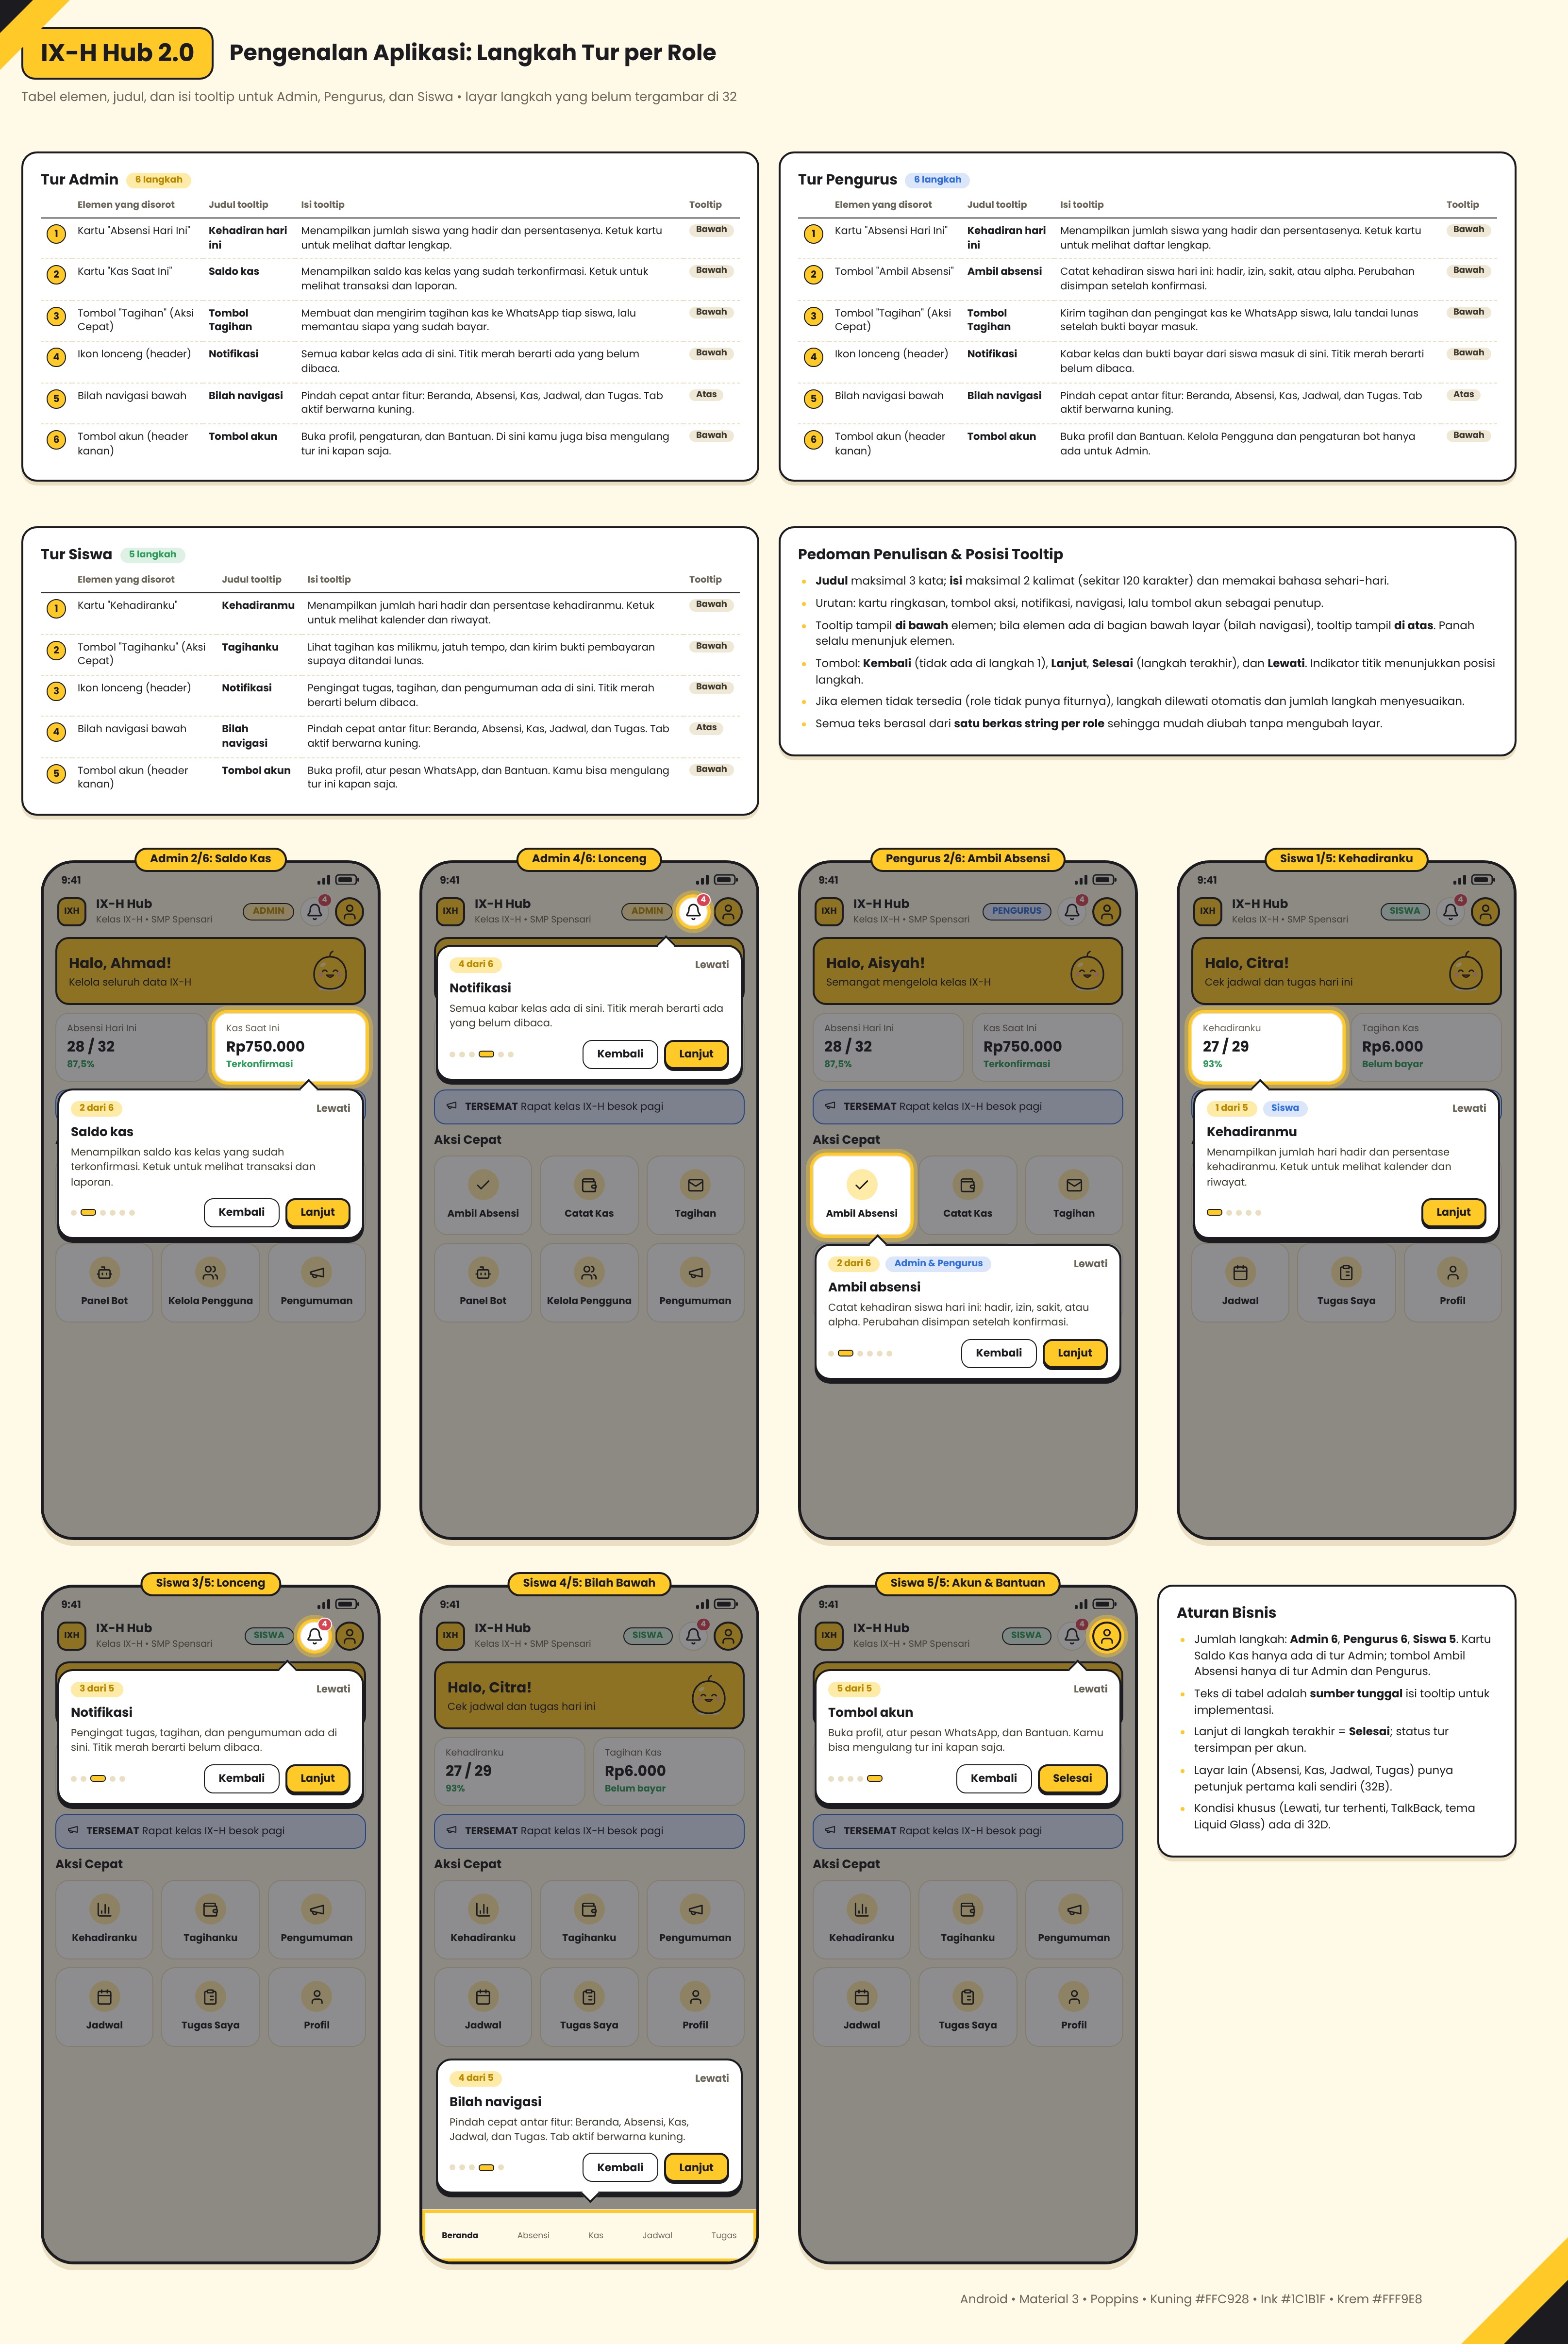 IX-H Hub 2.0
Pengenalan Aplikasi: Langkah Tur per Role
Tabel elemen, judul, dan isi tooltip untuk Admin, Pengurus, dan Siswa • layar langkah yang belum tergambar di 32
Tur Admin 6 langkah
Elemen yang disorot Judul tooltip Isi tooltip Tooltip
1 Kartu "Absensi Hari Ini" Kehadiran hari ini Menampilkan jumlah siswa yang hadir dan persentasenya. Ketuk kartu untuk melihat daftar lengkap. Bawah
2 Kartu "Kas Saat Ini" Saldo kas Menampilkan saldo kas kelas yang sudah terkonfirmasi. Ketuk untuk melihat transaksi dan laporan. Bawah
3 Tombol "Tagihan" (Aksi Cepat) Tombol Tagihan Membuat dan mengirim tagihan kas ke WhatsApp tiap siswa, lalu memantau siapa yang sudah bayar. Bawah
4 Ikon lonceng (header) Notifikasi Semua kabar kelas ada di sini. Titik merah berarti ada yang belum dibaca. Bawah
5 Bilah navigasi bawah Bilah navigasi Pindah cepat antar fitur: Beranda, Absensi, Kas, Jadwal, dan Tugas. Tab aktif berwarna kuning. Atas
6 Tombol akun (header kanan) Tombol akun Buka profil, pengaturan, dan Bantuan. Di sini kamu juga bisa mengulang tur ini kapan saja. Bawah
Tur Pengurus 6 langkah
Elemen yang disorot Judul tooltip Isi tooltip Tooltip
1 Kartu "Absensi Hari Ini" Kehadiran hari ini Menampilkan jumlah siswa yang hadir dan persentasenya. Ketuk kartu untuk melihat daftar lengkap. Bawah
2 Tombol "Ambil Absensi" Ambil absensi Catat kehadiran siswa hari ini: hadir, izin, sakit, atau alpha. Perubahan disimpan setelah konfirmasi. Bawah
3 Tombol "Tagihan" (Aksi Cepat) Tombol Tagihan Kirim tagihan dan pengingat kas ke WhatsApp siswa, lalu tandai lunas setelah bukti bayar masuk. Bawah
4 Ikon lonceng (header) Notifikasi Kabar kelas dan bukti bayar dari siswa masuk di sini. Titik merah berarti belum dibaca. Bawah
5 Bilah navigasi bawah Bilah navigasi Pindah cepat antar fitur: Beranda, Absensi, Kas, Jadwal, dan Tugas. Tab aktif berwarna kuning. Atas
6 Tombol akun (header kanan) Tombol akun Buka profil dan Bantuan. Kelola Pengguna dan pengaturan bot hanya ada untuk Admin. Bawah
Tur Siswa 5 langkah
Elemen yang disorot Judul tooltip Isi tooltip Tooltip
1 Kartu "Kehadiranku" Kehadiranmu Menampilkan jumlah hari hadir dan persentase kehadiranmu. Ketuk untuk melihat kalender dan riwayat. Bawah
2 Tombol "Tagihanku" (Aksi Cepat) Tagihanku Lihat tagihan kas milikmu, jatuh tempo, dan kirim bukti pembayaran supaya ditandai lunas. Bawah
3 Ikon lonceng (header) Notifikasi Pengingat tugas, tagihan, dan pengumuman ada di sini. Titik merah berarti belum dibaca. Bawah
4 Bilah navigasi bawah Bilah navigasi Pindah cepat antar fitur: Beranda, Absensi, Kas, Jadwal, dan Tugas. Tab aktif berwarna kuning. Atas
5 Tombol akun (header kanan) Tombol akun Buka profil, atur pesan WhatsApp, dan Bantuan. Kamu bisa mengulang tur ini kapan saja. Bawah
Pedoman Penulisan & Posisi Tooltip
Judul maksimal 3 kata; isi maksimal 2 kalimat (sekitar 120 karakter) dan memakai bahasa sehari-hari.
Urutan: kartu ringkasan, tombol aksi, notifikasi, navigasi, lalu tombol akun sebagai penutup.
Tooltip tampil di bawah elemen; bila elemen ada di bagian bawah layar (bilah navigasi), tooltip tampil di atas. Panah
selalu menunjuk elemen.
Tombol: Kembali (tidak ada di langkah 1), Lanjut, Selesai (langkah terakhir), dan Lewati. Indikator titik menunjukkan posisi
langkah.
Jika elemen tidak tersedia (role tidak punya fiturnya), langkah dilewati otomatis dan jumlah langkah menyesuaikan.
Semua teks berasal dari satu berkas string per role sehingga mudah diubah tanpa mengubah layar.
Admin 2/6: Saldo Kas
9:41
IXH IX-H Hub ADMIN 4
Kelas IX-H • SMP Spensari
Halo, Ahmad!
Kelola seluruh data IX-H
Absensi Hari Ini Kas Saat Ini
28 / 32 Rp750.000
87,5% Terkonfirmasi
2 dari 6 Lewati
Saldo kas
Menampilkan saldo kas kelas yang sudah
terkonfirmasi. Ketuk untuk melihat transaksi dan
laporan.
Kembali Lanjut
Panel Bot Kelola Pengguna Pengumuman
Admin 4/6: Lonceng
9:41
IXH IX-H Hub ADMIN 4
Kelas IX-H • SMP Spensari
4 dari 6 Lewati
Notifikasi
Semua kabar kelas ada di sini. Titik merah berarti ada
yang belum dibaca.
Kembali Lanjut
TERSEMAT Rapat kelas IX-H besok pagi
Aksi Cepat
Ambil Absensi Catat Kas Tagihan
Panel Bot Kelola Pengguna Pengumuman
Pengurus 2/6: Ambil Absensi
9:41
IXH IX-H Hub PENGURUS 4
Kelas IX-H • SMP Spensari
Halo, Aisyah!
Semangat mengelola kelas IX-H
Absensi Hari Ini Kas Saat Ini
28 / 32 Rp750.000
87,5% Terkonfirmasi
TERSEMAT Rapat kelas IX-H besok pagi
Aksi Cepat
Ambil Absensi Catat Kas Tagihan
2 dari 6 Admin & Pengurus Lewati
Ambil absensi
Catat kehadiran siswa hari ini: hadir, izin, sakit, atau
alpha. Perubahan disimpan setelah konfirmasi.
Kembali Lanjut
Siswa 1/5: Kehadiranku
9:41
IXH IX-H Hub SISWA 4
Kelas IX-H • SMP Spensari
Halo, Citra!
Cek jadwal dan tugas hari ini
Kehadiranku Tagihan Kas
27 / 29 Rp6.000
93% Belum bayar
1 dari 5 Siswa Lewati
Kehadiranmu
Menampilkan jumlah hari hadir dan persentase
kehadiranmu. Ketuk untuk melihat kalender dan
riwayat.
Lanjut
Jadwal Tugas Saya Profil
Siswa 3/5: Lonceng
9:41
IXH IX-H Hub SISWA 4
Kelas IX-H • SMP Spensari
3 dari 5 Lewati
Notifikasi
Pengingat tugas, tagihan, dan pengumuman ada di
sini. Titik merah berarti belum dibaca.
Kembali Lanjut
TERSEMAT Rapat kelas IX-H besok pagi
Aksi Cepat
Kehadiranku Tagihanku Pengumuman
Jadwal Tugas Saya Profil
Siswa 4/5: Bilah Bawah
9:41
IXH IX-H Hub SISWA 4
Kelas IX-H • SMP Spensari
Halo, Citra!
Cek jadwal dan tugas hari ini
Kehadiranku Tagihan Kas
27 / 29 Rp6.000
93% Belum bayar
TERSEMAT Rapat kelas IX-H besok pagi
Aksi Cepat
Kehadiranku Tagihanku Pengumuman
Jadwal Tugas Saya Profil
4 dari 5 Lewati
Bilah navigasi
Pindah cepat antar fitur: Beranda, Absensi, Kas,
Jadwal, dan Tugas. Tab aktif berwarna kuning.
Kembali Lanjut
Beranda Absensi Kas Jadwal Tugas
Siswa 5/5: Akun & Bantuan
9:41
IXH IX-H Hub SISWA 4
Kelas IX-H • SMP Spensari
5 dari 5 Lewati
Tombol akun
Buka profil, atur pesan WhatsApp, dan Bantuan. Kamu
bisa mengulang tur ini kapan saja.
Kembali Selesai
TERSEMAT Rapat kelas IX-H besok pagi
Aksi Cepat
Kehadiranku Tagihanku Pengumuman
Jadwal Tugas Saya Profil
Aturan Bisnis
Jumlah langkah: Admin 6, Pengurus 6, Siswa 5. Kartu
Saldo Kas hanya ada di tur Admin; tombol Ambil
Absensi hanya di tur Admin dan Pengurus.
Teks di tabel adalah sumber tunggal isi tooltip untuk
implementasi.
Lanjut di langkah terakhir = Selesai; status tur
tersimpan per akun.
Layar lain (Absensi, Kas, Jadwal, Tugas) punya
petunjuk pertama kali sendiri (32B).
Kondisi khusus (Lewati, tur terhenti, TalkBack, tema
Liquid Glass) ada di 32D.
Android • Material 3 • Poppins • Kuning #FFC928 • Ink #1C1B1F • Krem #FFF9E8